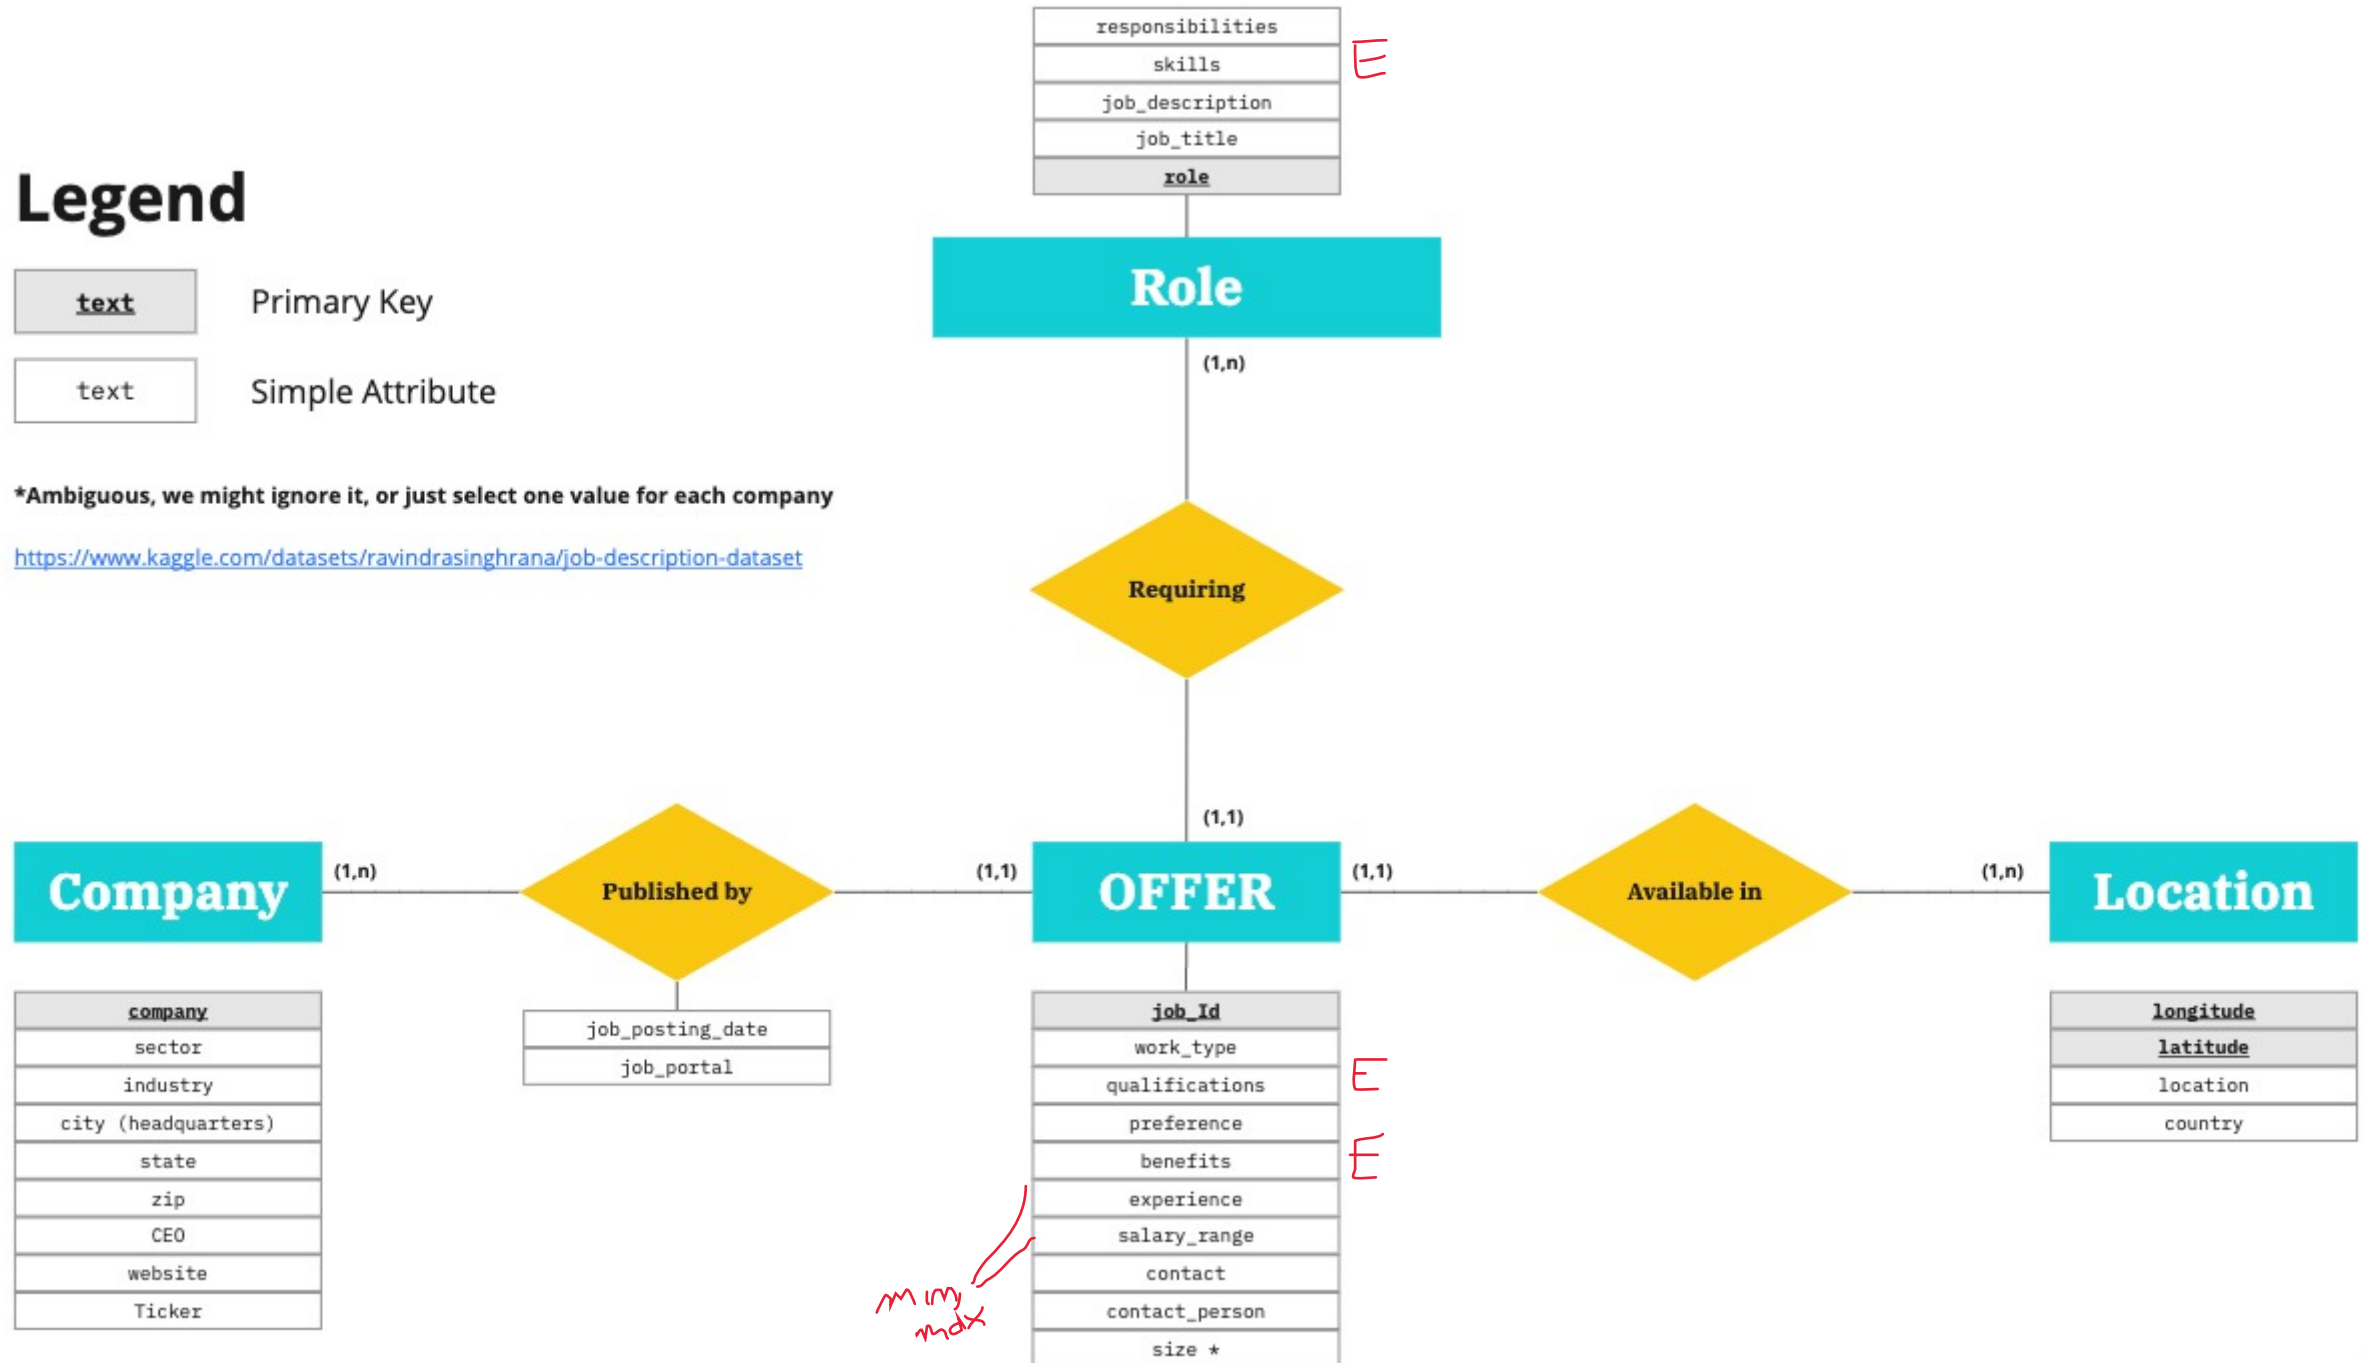 responsibilities
skills
E
job_description
job_title
role
Legend
Role
text
Primary Key
(1,n)
text
Simple Attribute
*Ambiguous, we might ignore it, or just select one value for each company
https://www.kaggle.com/datasets/ravindrasinghrana/job-description-dataset
Requiring
(1,1)
Company
(1,n)
Published by
(1,1)
OFFER
(1,1)
Available in
(1,n)
Location
company
sector
industry
city (headquarters)
state
zip
CEO
website
Ticker
job_posting_date
job_portal
job_Id
work_type
qualifications
E
preference
benefits
E
experience
salary_range
contact
contact_person
size *
min,
max
longitude
latitude
location
country